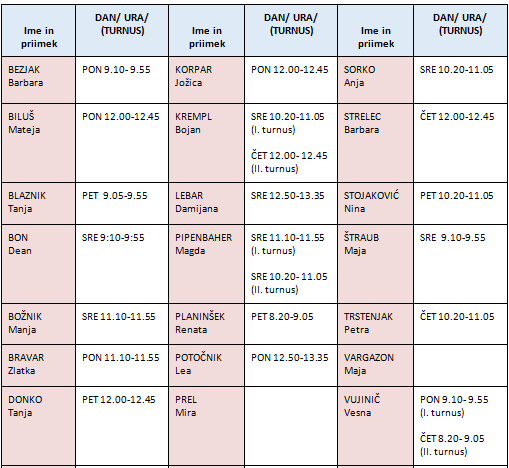 Ime in priimek | DAN/ URA/ (TURNUS) | Ime in priimek | DAN/ URA/ (TURNUS) | Ime in priimek | DAN/ URA/ (TURNUS)
BEZJAK Barbara | PON 9.10- 9.55 | KORPAR Jožica | PON 12.00-12.45 | SORKO Anja | SRE 10.20-11.05
BILUŠ Mateja | PON 12.00-12.45 | KREMPL Bojan | SRE 10.20-11.05 (I. turnus) ČET 12.00- 12.45 (II. turnus) | STRELEC Barbara | ČET 12.00-12.45
BLAZNIK Tanja | PET 9.05-9.55 | LEBAR Damijana | SRE 12.50-13.35 | STOJAKOVIĆ Nina | PET 10.20-11.05
BON Dean | SRE 9:10-9:55 | PIPENBAHER Magda | SRE 11.10-11.55 (I. turnus) SRE 10.20- 11.05 (II. turnus) | ŠTRAUB Maja | SRE 9.10-9.55
BOŽNIK Manja | SRE 11.10-11.55 | PLANINŠEK Renata | PET 8.20-9.05 | TRSTENJAK Petra | ČET 10.20-11.05
BRAVAR Zlatka | PON 11.10-11.55 | POTOČNIK Lea | PON 12.50-13.35 | VARGAZON Maja
DONKO Tanja | PET 12.00-12.45 | PREL Mira | | VUJINIČ Vesna | PON 9.10- 9.55 (I. turnus) ČET 8.20- 9.05 (II. turnus)